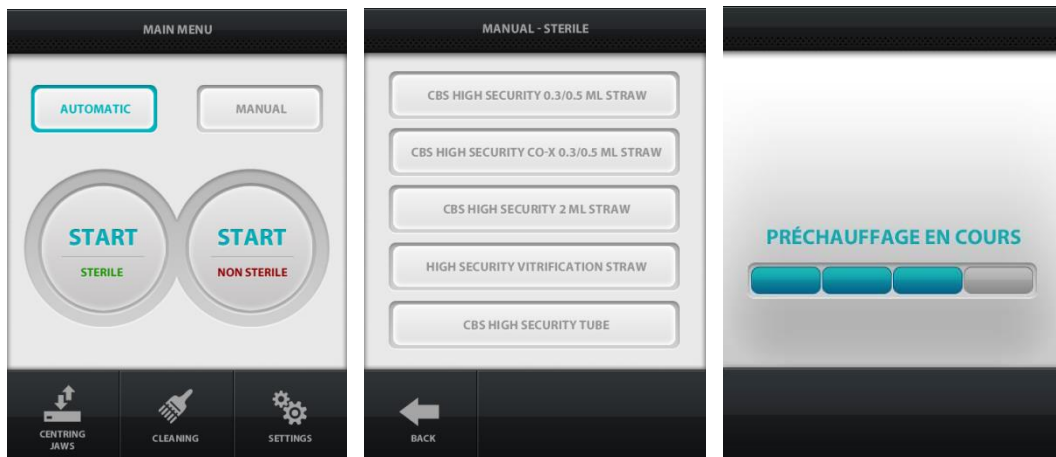 MAIN MENU
AUTOMATIC
MANUAL
START
STERILE
START
NON STERILE
CENTRING
JAWS
CLEANING
SETTINGS
MANUAL - STERILE
CBS HIGH SECURITY 0.3/0.5 ML STRAW
CBS HIGH SECURITY CO-X 0.3/0.5 ML STRAW
CBS HIGH SECURITY 2 ML STRAW
HIGH SECURITY VITRIFICATION STRAW
CBS HIGH SECURITY TUBE
BACK
PRÉCHAUFFAGE EN COURS